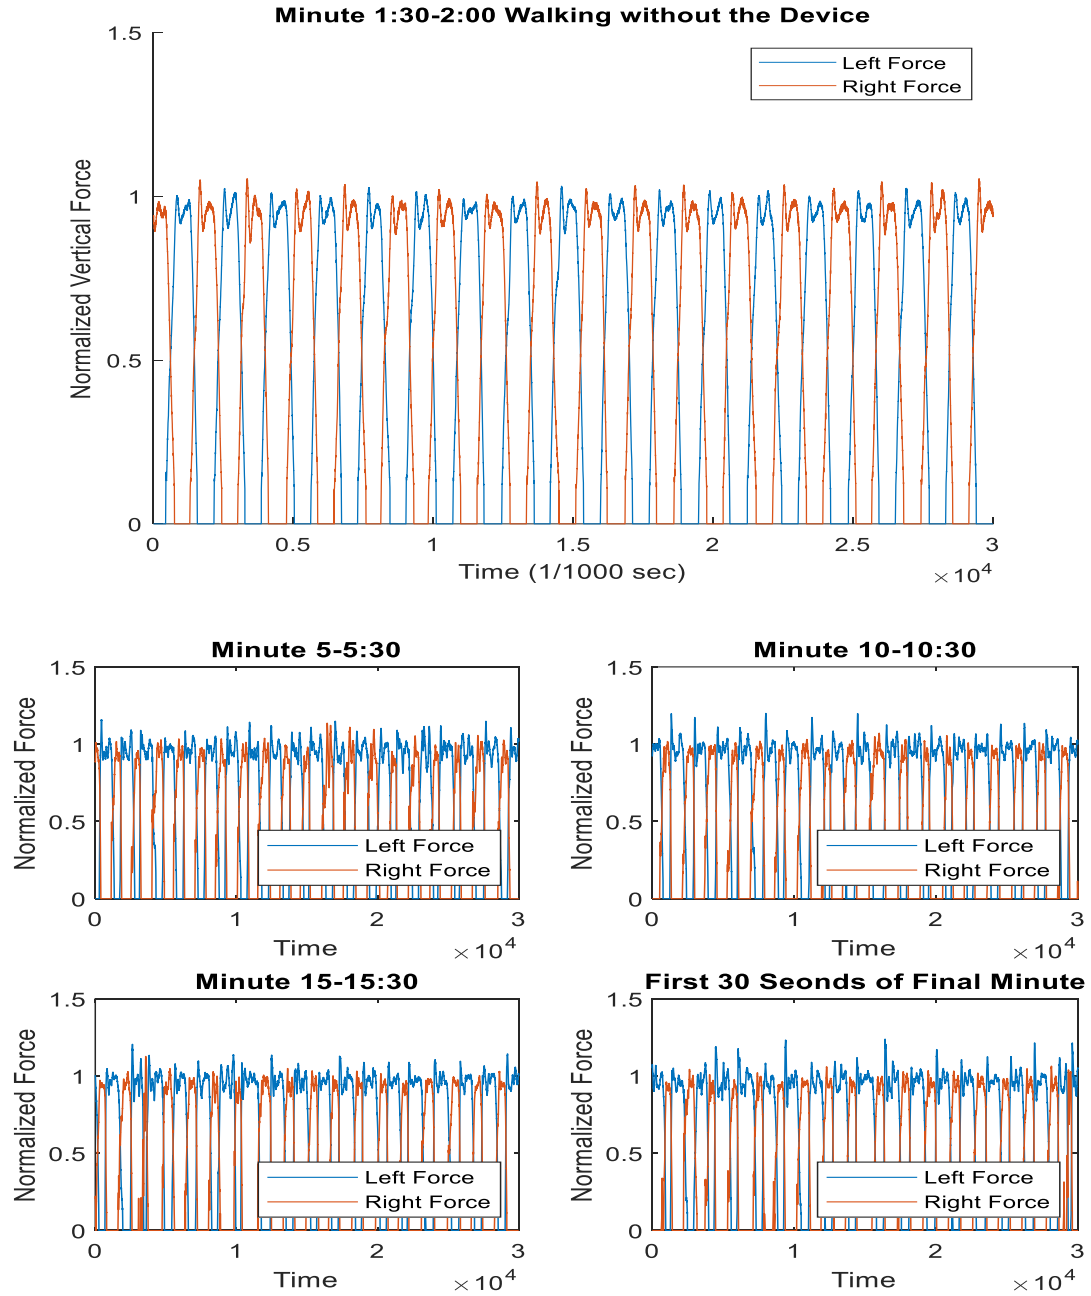 Minute 1:30-2:00 Walking without the Device
1.5
Left Force
Right Force
1
Normalized Vertical Force
0.5
0
0 0.5 1 1.5 2 2.5 3
Time (1/1000 sec)
×10^4
Minute 5-5:30
1.5
1
0.5
0
Normalized Force
Left Force
Right Force
0 1 2 3
Time
×10^4
Minute 10-10:30
1.5
1
0.5
0
Normalized Force
Left Force
Right Force
0 1 2 3
Time
×10^4
Minute 15-15:30
1.5
1
0.5
0
Normalized Force
Left Force
Right Force
0 1 2 3
Time
×10^4
First 30 Seonds of Final Minute
1.5
1
0.5
0
Normalized Force
Left Force
Right Force
0 1 2 3
Time
×10^4